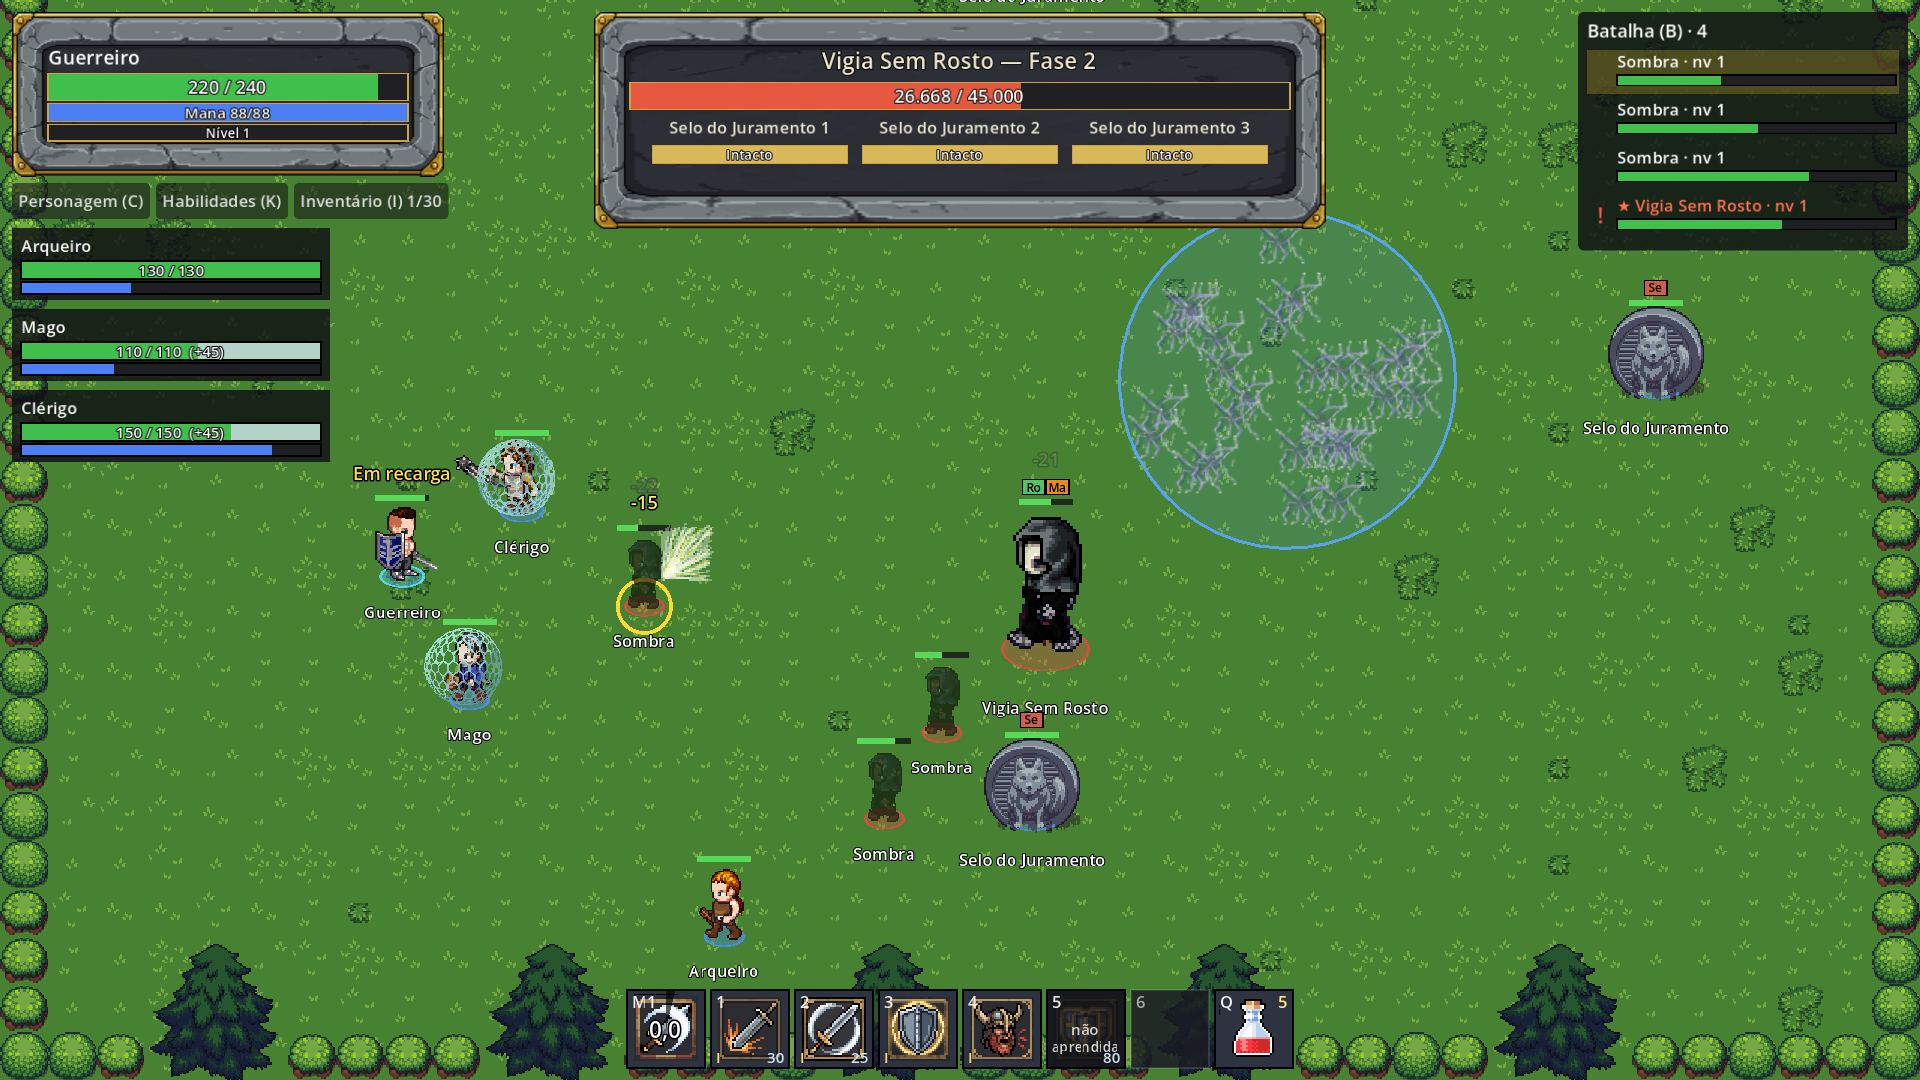 Selo do Juramento
Guerreiro
220 / 240
Mana 88/88
Nível 1
Personagem (C)
Habilidades (K)
Inventário (I) 1/30
Arqueiro
130 / 130
Mago
110 / 110 (+45)
Clérigo
150 / 150 (+45)
Vigia Sem Rosto — Fase 2
26.668 / 45.000
Selo do Juramento 1
Selo do Juramento 2
Selo do Juramento 3
Intacto
Intacto
Intacto
Batalha (B) · 4
Sombra · nv 1
Sombra · nv 1
Sombra · nv 1
! ★ Vigia Sem Rosto · nv 1
Se
Selo do Juramento
Em recarga
Clérigo
Guerreiro
-15
Sombra
Mago
-21
Ro Ma
Vigia Sem Rosto
Se
Sombra
Sombra
Selo do Juramento
Arqueiro
M1
1
30
2
25
3
4
5
não
aprendida
80
6
Q
5